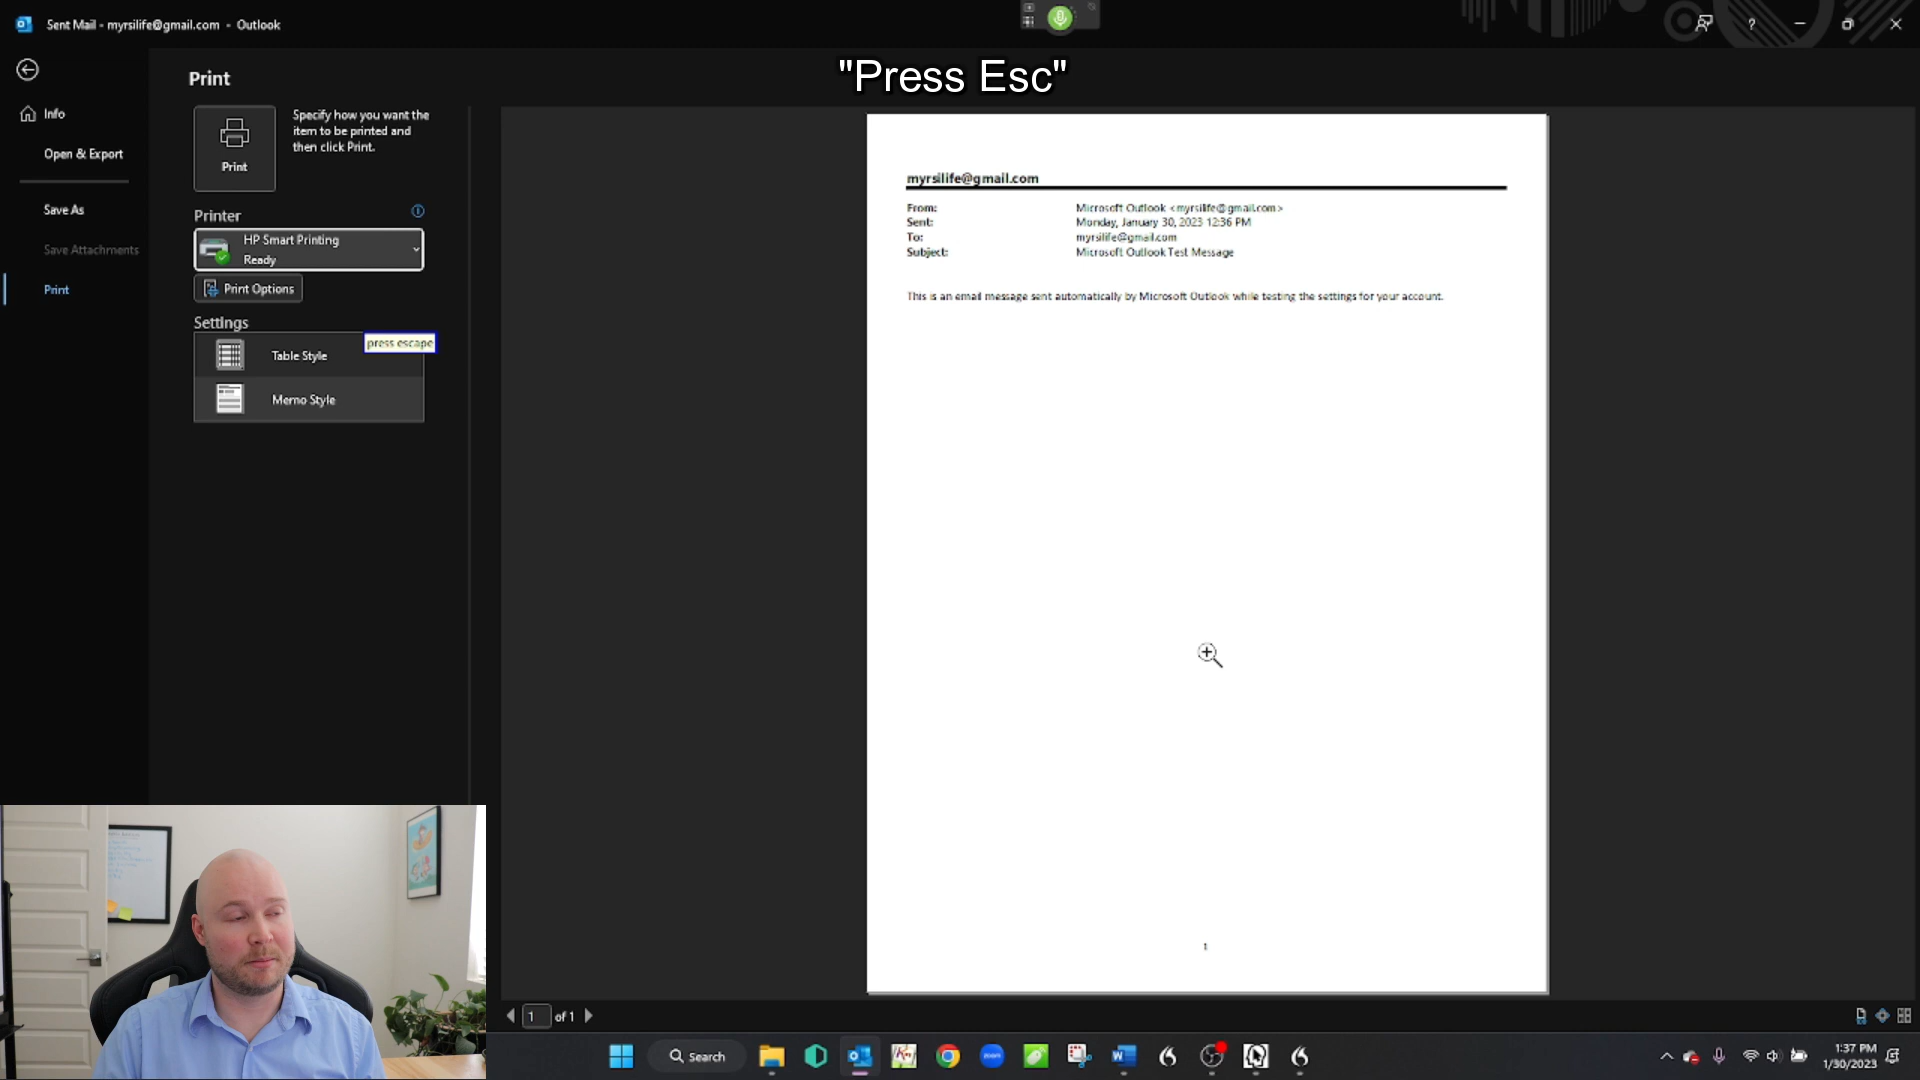 Sent Mail - myrsilife@gmail.com - Outlook
"Press Esc"
Info
Open & Export
Save As
Save Attachments
Print
Print
Print
Specify how you want the
item to be printed and
then click Print.
Printer
HP Smart Printing
Ready
Print Options
Settings
press escape
Table Style
Memo Style
myrsilife@gmail.com
From: Microsoft Outlook <myrsilife@gmail.com>
Sent: Monday, January 30, 2023 12:36 PM
To: myrsilife@gmail.com
Subject: Microsoft Outlook Test Message
This is an email message sent automatically by Microsoft Outlook while testing the settings for your account.
1
1 of 1
Search
zoom
1:37 PM
1/30/2023